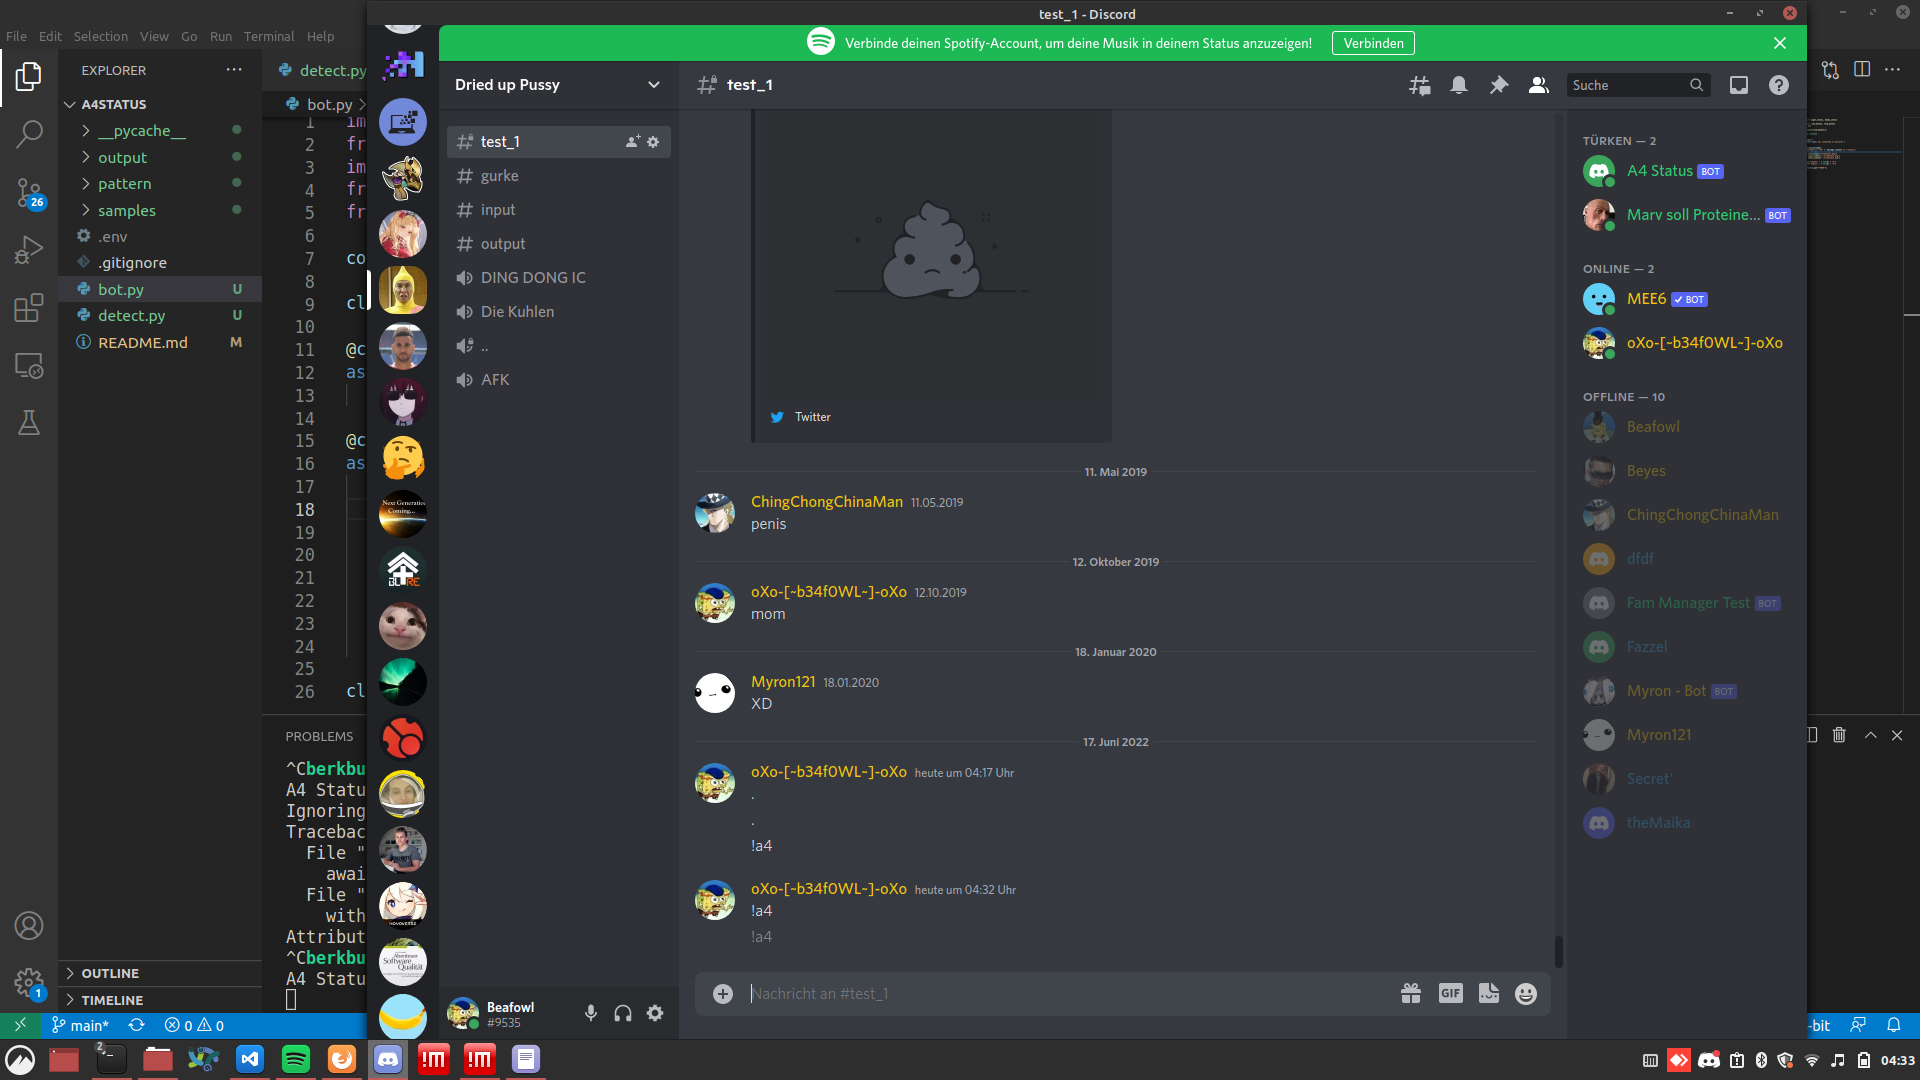 test_1 - Discord
File Edit Selection View Go Run Terminal Help
Verbinde deinen Spotify-Account, um deine Musik in deinem Status anzuzeigen! Verbinden
EXPLORER
detect.py
A4STATUS
bot.py
__pycache__
output
pattern
samples
.env
.gitignore
bot.py U
detect.py U
README.md M
26
1 im
2 fr
3 im
4 fr
5 fr
6
7 co
8
9 cl
10
11 @c
12 as
13
14
15 @c
16 as
17
18
19
20
21
22
23
24
25
26 cl
PROBLEMS
^Cberkbu
A4 Statu
Ignoring
Tracebac
File "
awai
File "
with
Attribut
^Cberkbu
A4 Statu
OUTLINE
TIMELINE
1
main*
0 0
-bit
Dried up Pussy
test_1
gurke
input
output
DING DONG IC
Die Kuhlen
..
AFK
Next Generation
Coming...
Abenteuer
Software
Qualität
Beafowl
#9535
test_1
Suche
Twitter
11. Mai 2019
ChingChongChinaMan 11.05.2019
penis
12. Oktober 2019
oXo-[~b34f0WL~]-oXo 12.10.2019
mom
18. Januar 2020
Myron121 18.01.2020
XD
17. Juni 2022
oXo-[~b34f0WL~]-oXo heute um 04:17 Uhr
.
.
!a4
oXo-[~b34f0WL~]-oXo heute um 04:32 Uhr
!a4
!a4
Nachricht an #test_1
GIF
TÜRKEN — 2
A4 Status BOT
Marv soll Proteine... BOT
ONLINE — 2
MEE6 ✓ BOT
oXo-[~b34f0WL~]-oXo
OFFLINE — 10
Beafowl
Beyes
ChingChongChinaMan
dfdf
Fam Manager Test BOT
Fazzel
Myron - Bot BOT
Myron121
Secret'
theMaika
2
!M
!M
04:33